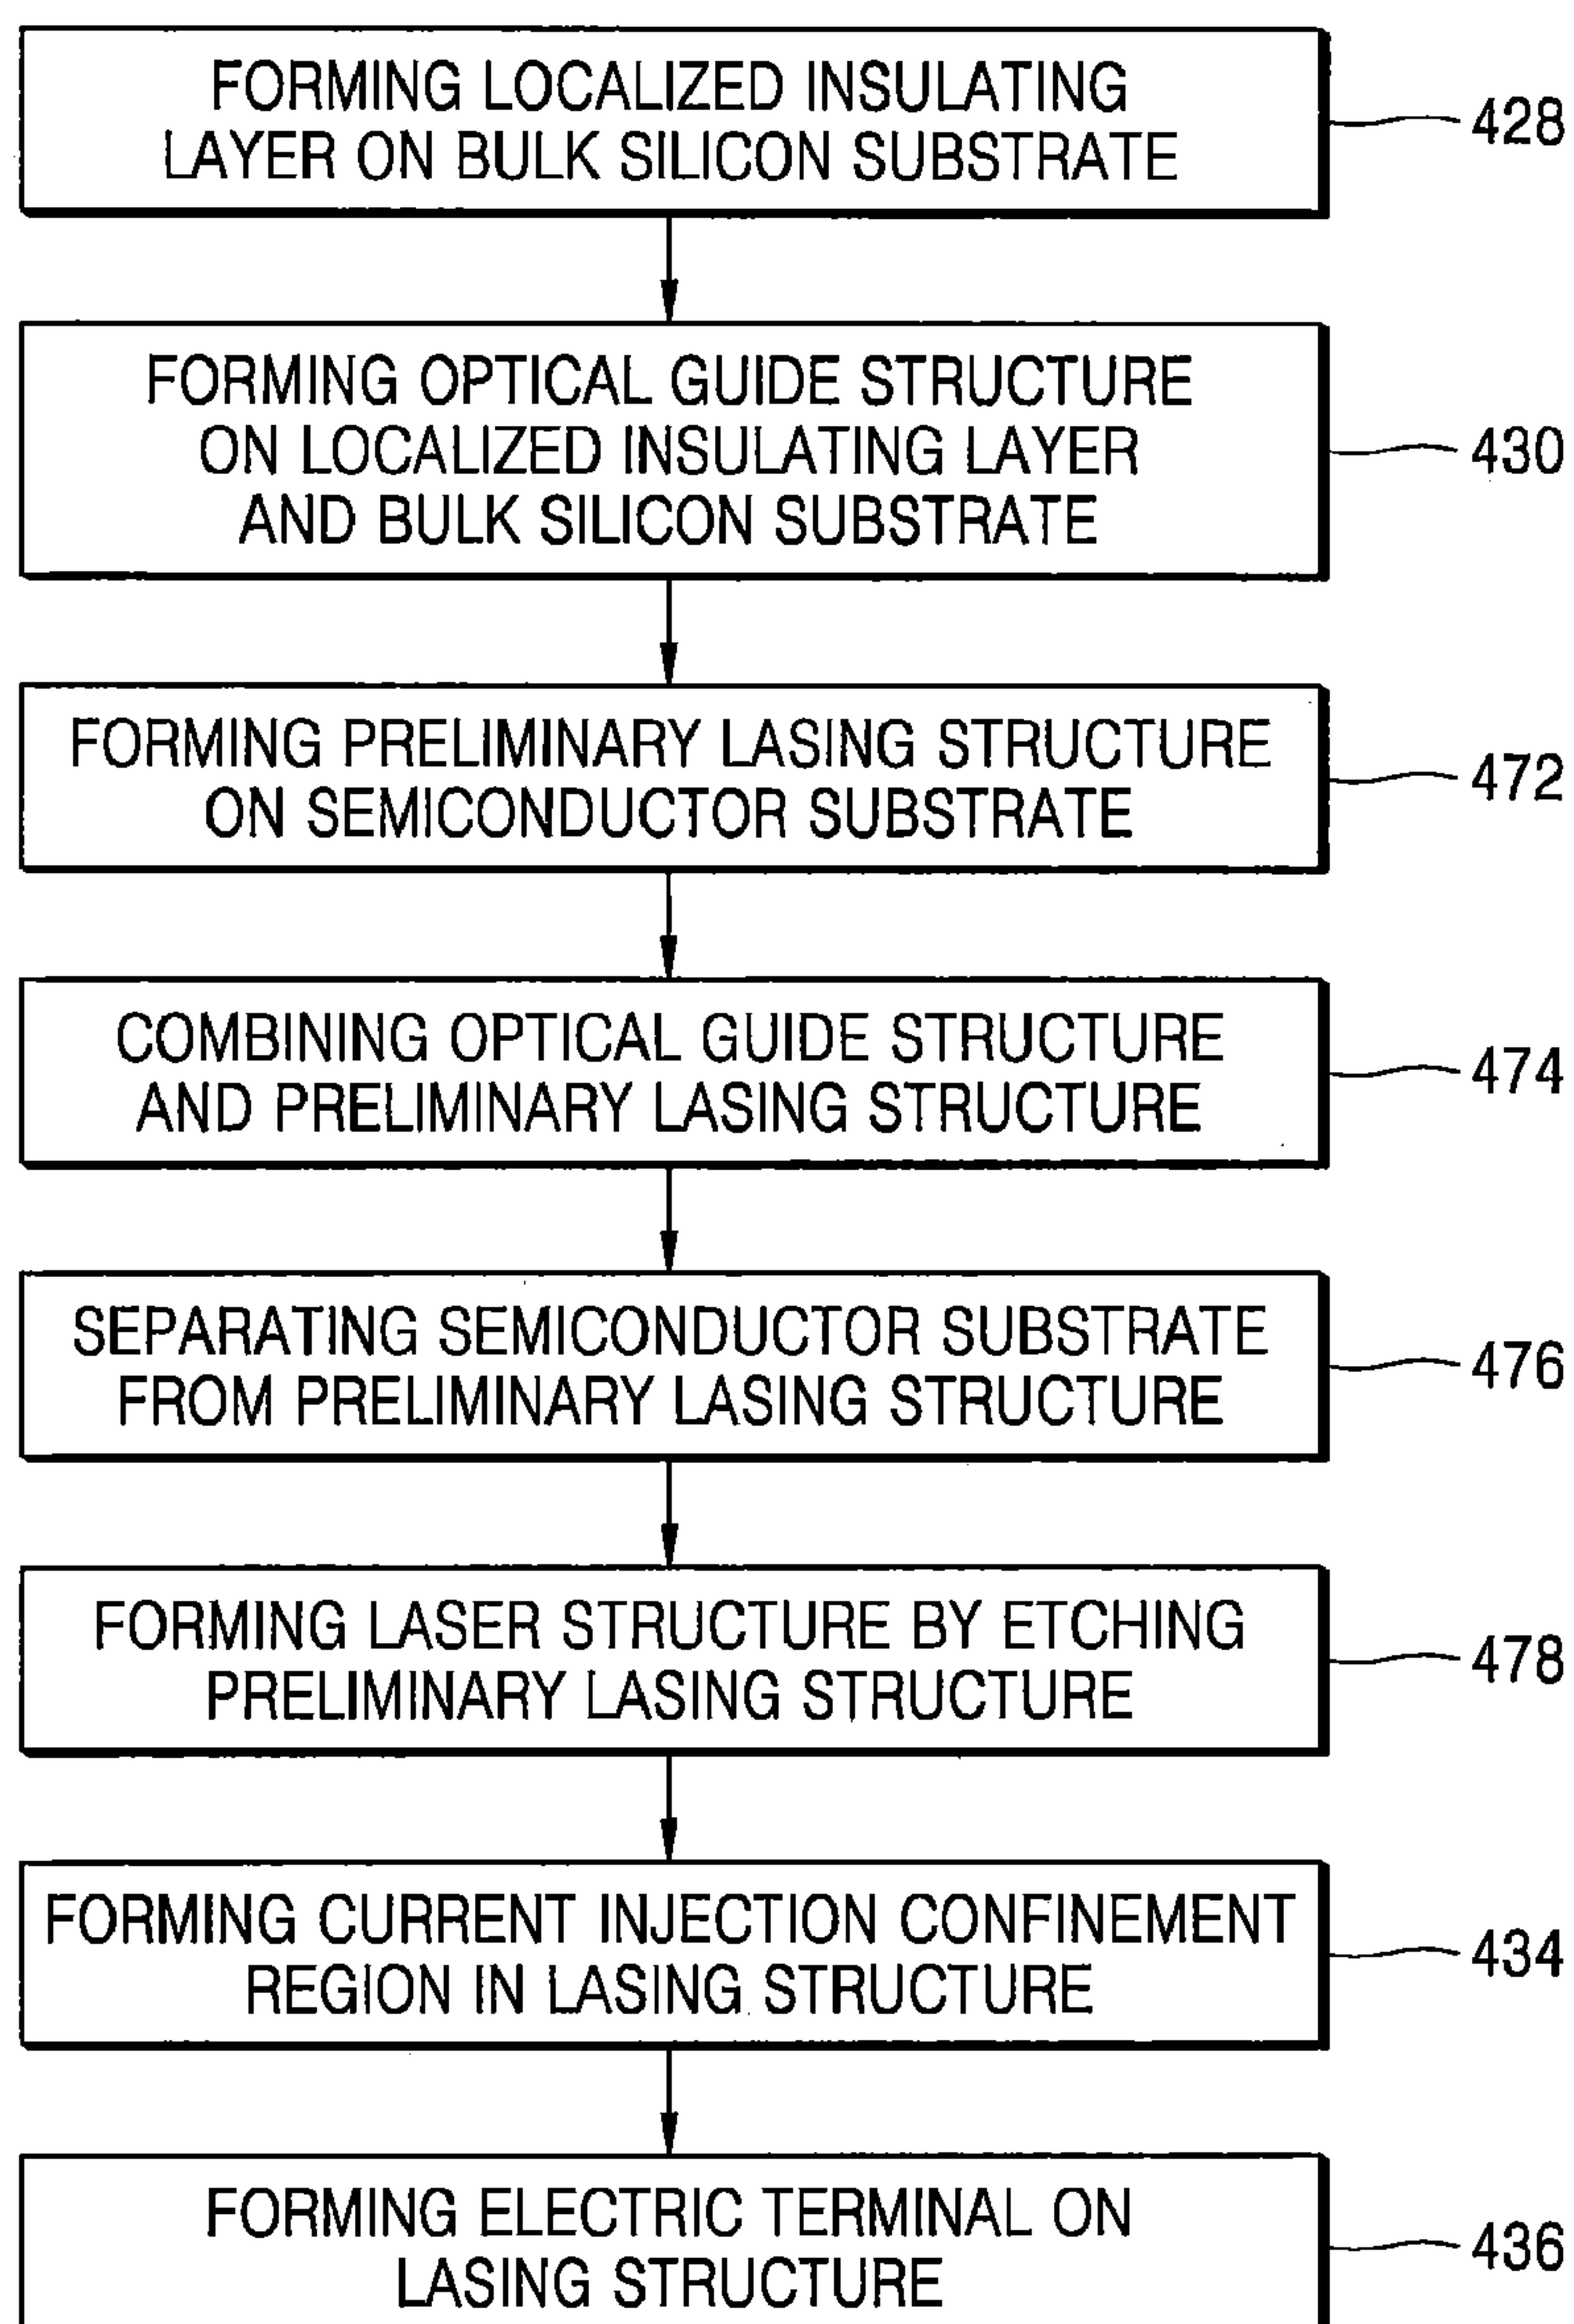 FORMING LOCALIZED INSULATING
LAYER ON BULK SILICON SUBSTRATE
428
FORMING OPTICAL GUIDE STRUCTURE
ON LOCALIZED INSULATING LAYER
AND BULK SILICON SUBSTRATE
430
FORMING PRELIMINARY LASING STRUCTURE
ON SEMICONDUCTOR SUBSTRATE
472
COMBINING OPTICAL GUIDE STRUCTURE
AND PRELIMINARY LASING STRUCTURE
474
SEPARATING SEMICONDUCTOR SUBSTRATE
FROM PRELIMINARY LASING STRUCTURE
476
FORMING LASER STRUCTURE BY ETCHING
PRELIMINARY LASING STRUCTURE
478
FORMING CURRENT INJECTION CONFINEMENT
REGION IN LASING STRUCTURE
434
FORMING ELECTRIC TERMINAL ON
LASING STRUCTURE
436